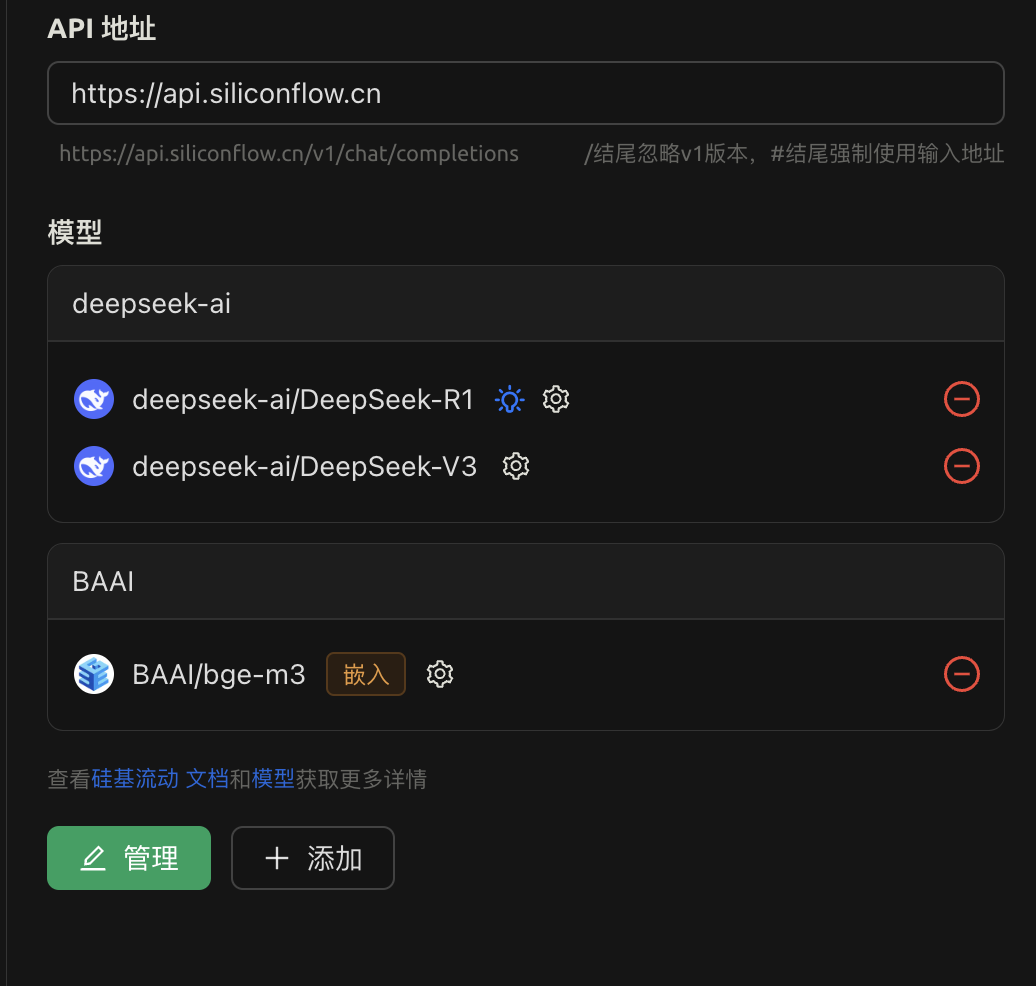 API 地址
https://api.siliconflow.cn
https://api.siliconflow.cn/v1/chat/completions /结尾忽略v1版本，#结尾强制使用输入地址
模型
deepseek-ai
deepseek-ai/DeepSeek-R1
deepseek-ai/DeepSeek-V3
BAAI
BAAI/bge-m3 嵌入
查看硅基流动 文档和模型获取更多详情
管理 添加